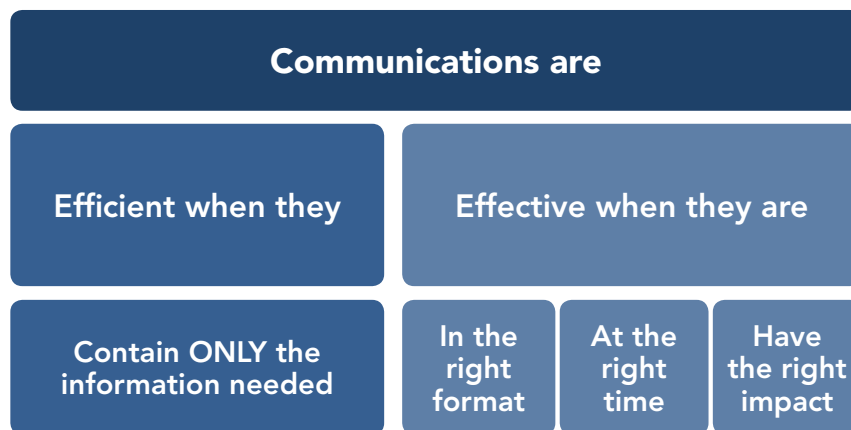 Communications are
Efficient when they
Effective when they are
Contain ONLY the
information needed
In the
right
format
At the
right
time
Have
the right
impact